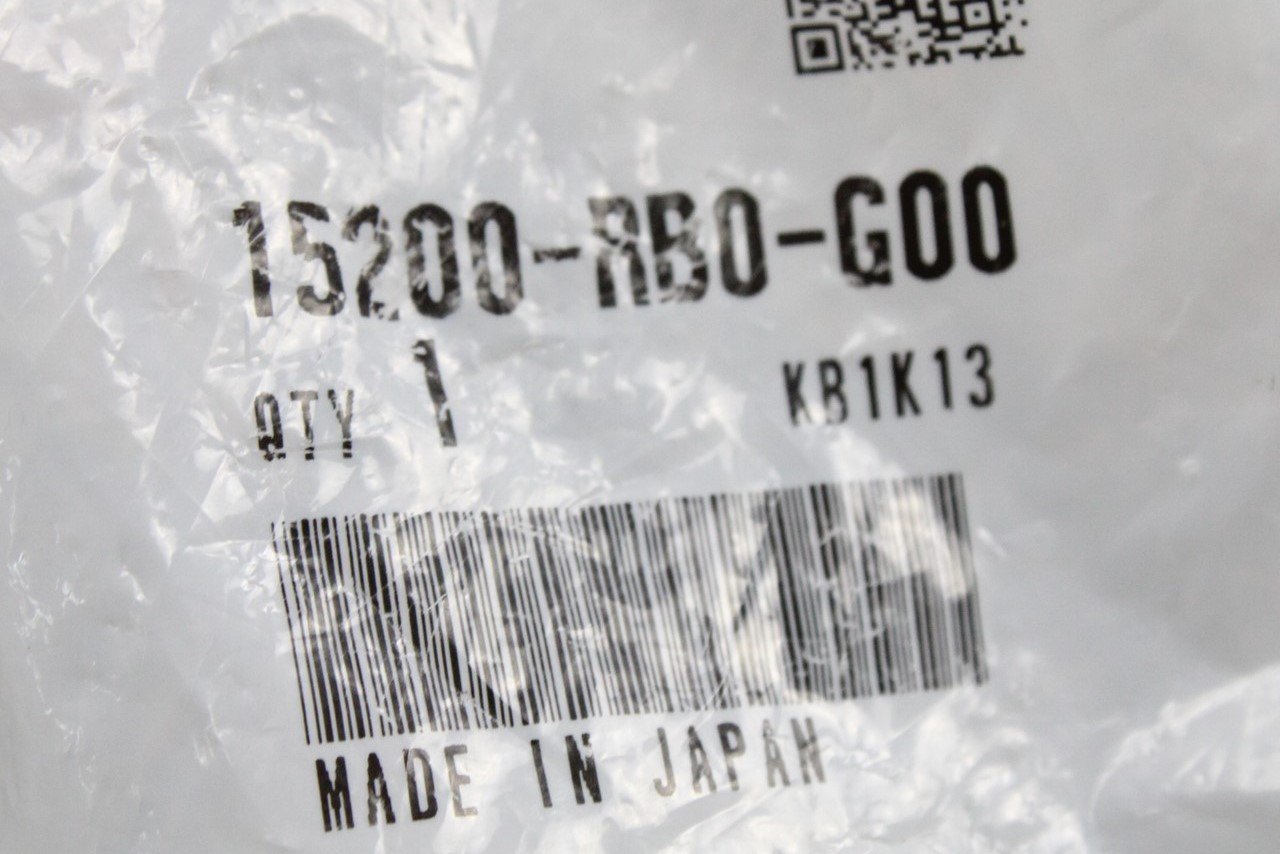 15200-RB0-G00
QTY 1 KB1K13
MADE IN JAPAN